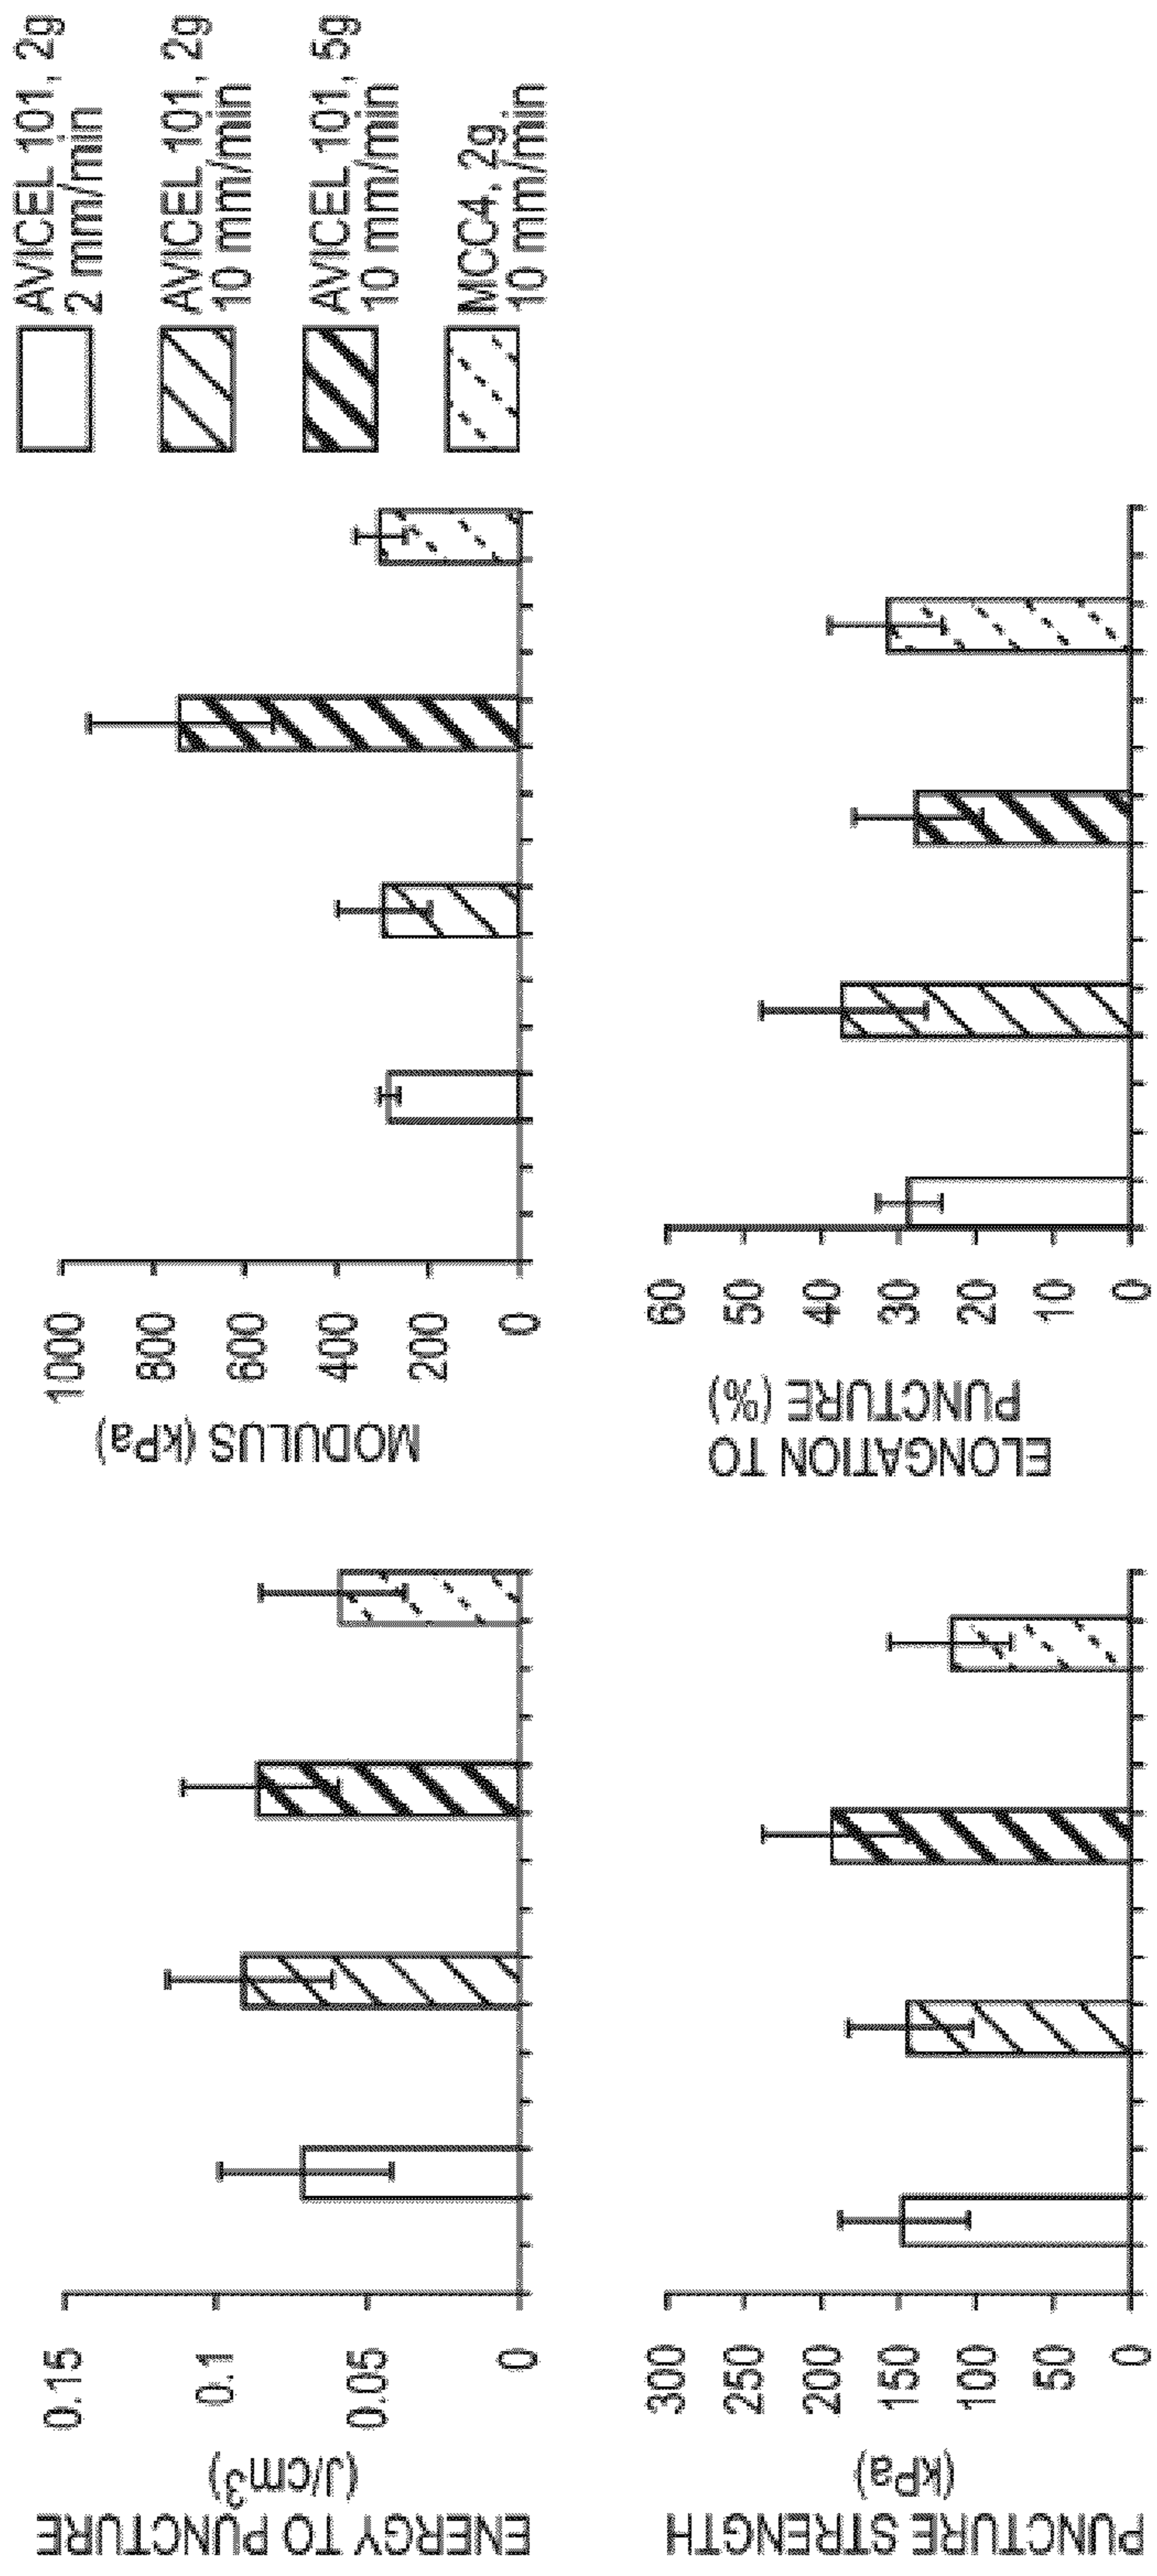 ENERGY TO PUNCTURE
(J/cm³)
0.15
0.1
0.05
0
MODULUS (kPa)
1000
800
600
400
200
0
AVICEL 101, 2g
2 mm/min
AVICEL 101, 2g
10 mm/min
AVICEL 101, 5g
10 mm/min
MCC4, 2g,
10 mm/min
PUNCTURE STRENGTH
(kPa)
300
250
200
150
100
50
0
ELONGATION TO
PUNCTURE (%)
60
50
40
30
20
10
0